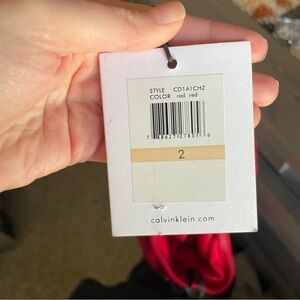 STYLE CD1A1CHZ
COLOR red red
2
calvinklein.com